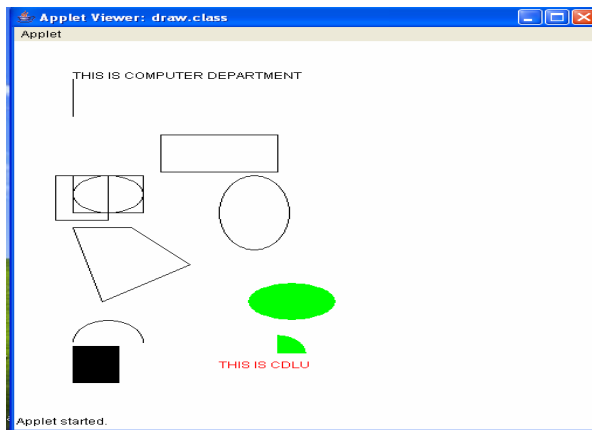 Applet Viewer: draw.class
Applet
THIS IS COMPUTER DEPARTMENT
THIS IS CDLU
Applet started.